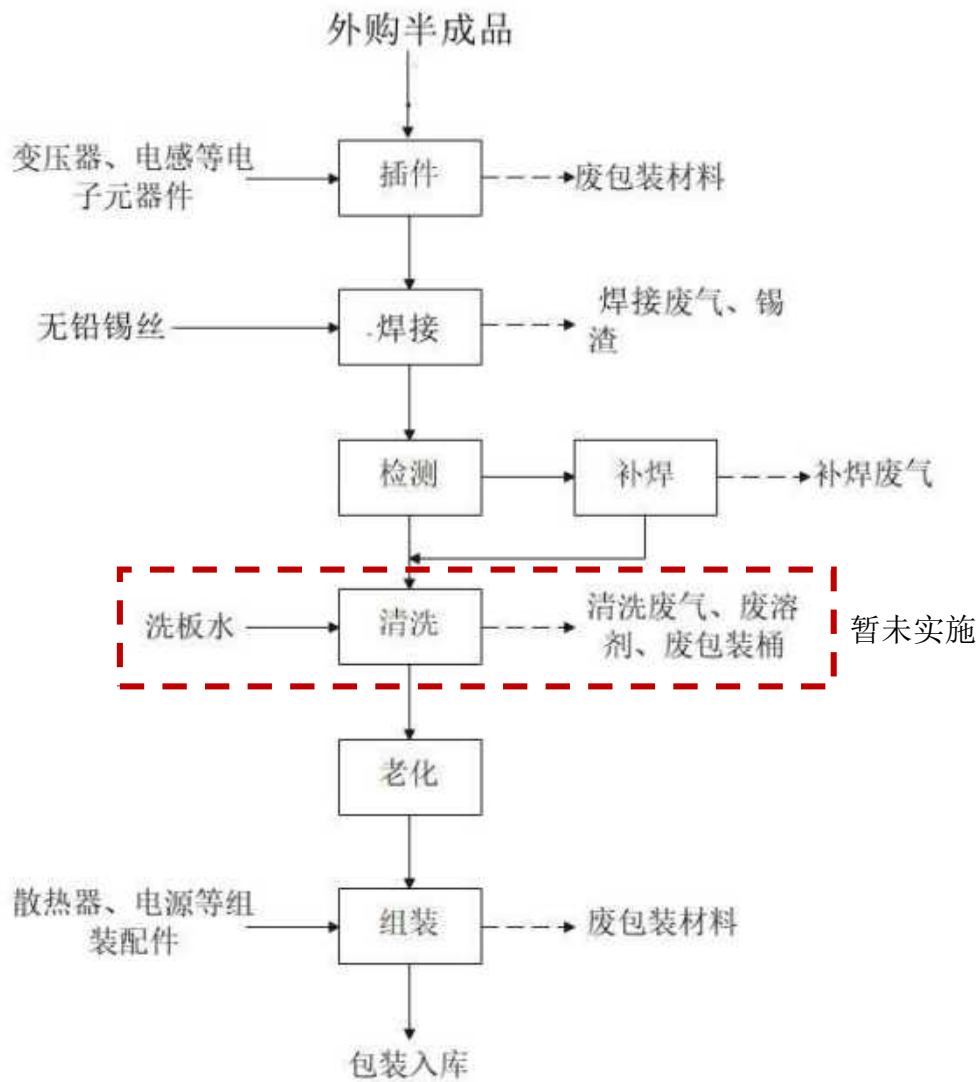 外购半成品
变压器、电感等电
子元器件
插件
废包装材料
无铅锡丝
焊接
焊接废气、锡
渣
检测
补焊
补焊废气
洗板水
清洗
清洗废气、废溶
剂、废包装桶
暂未实施
老化
散热器、电源等组
装配件
组装
废包装材料
包装入库